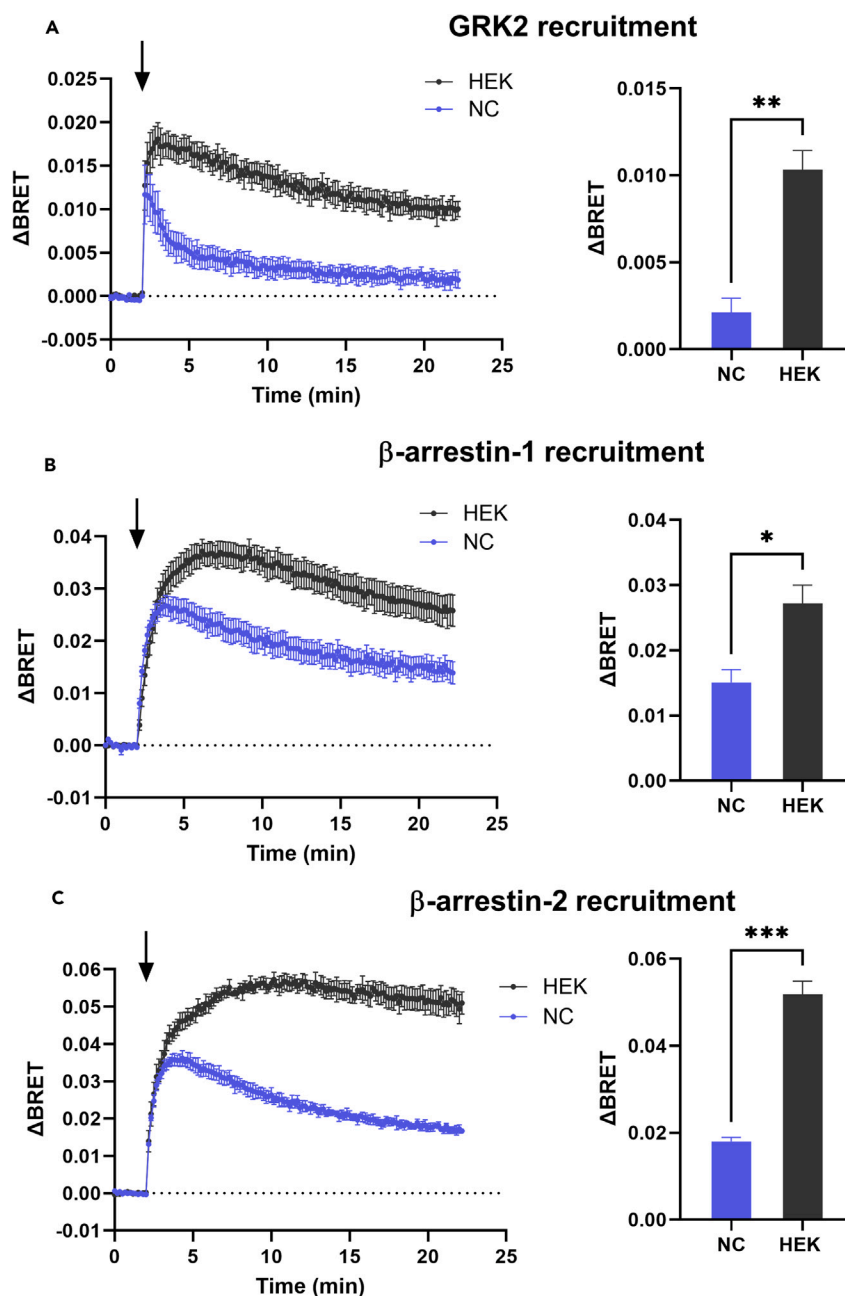 A
GRK2 recruitment
HEK
NC
ΔBRET
0.025
0.020
0.015
0.010
0.005
0.000
-0.005
0
5
10
15
20
25
Time (min)
**
ΔBRET
0.015
0.010
0.005
0.000
NC
HEK
B
β-arrestin-1 recruitment
HEK
NC
ΔBRET
0.04
0.03
0.02
0.01
0.00
-0.01
0
5
10
15
20
25
Time (min)
*
ΔBRET
0.04
0.03
0.02
0.01
0.00
NC
HEK
C
β-arrestin-2 recruitment
HEK
NC
ΔBRET
0.06
0.05
0.04
0.03
0.02
0.01
0.00
-0.01
0
5
10
15
20
25
Time (min)
***
ΔBRET
0.06
0.04
0.02
0.00
NC
HEK